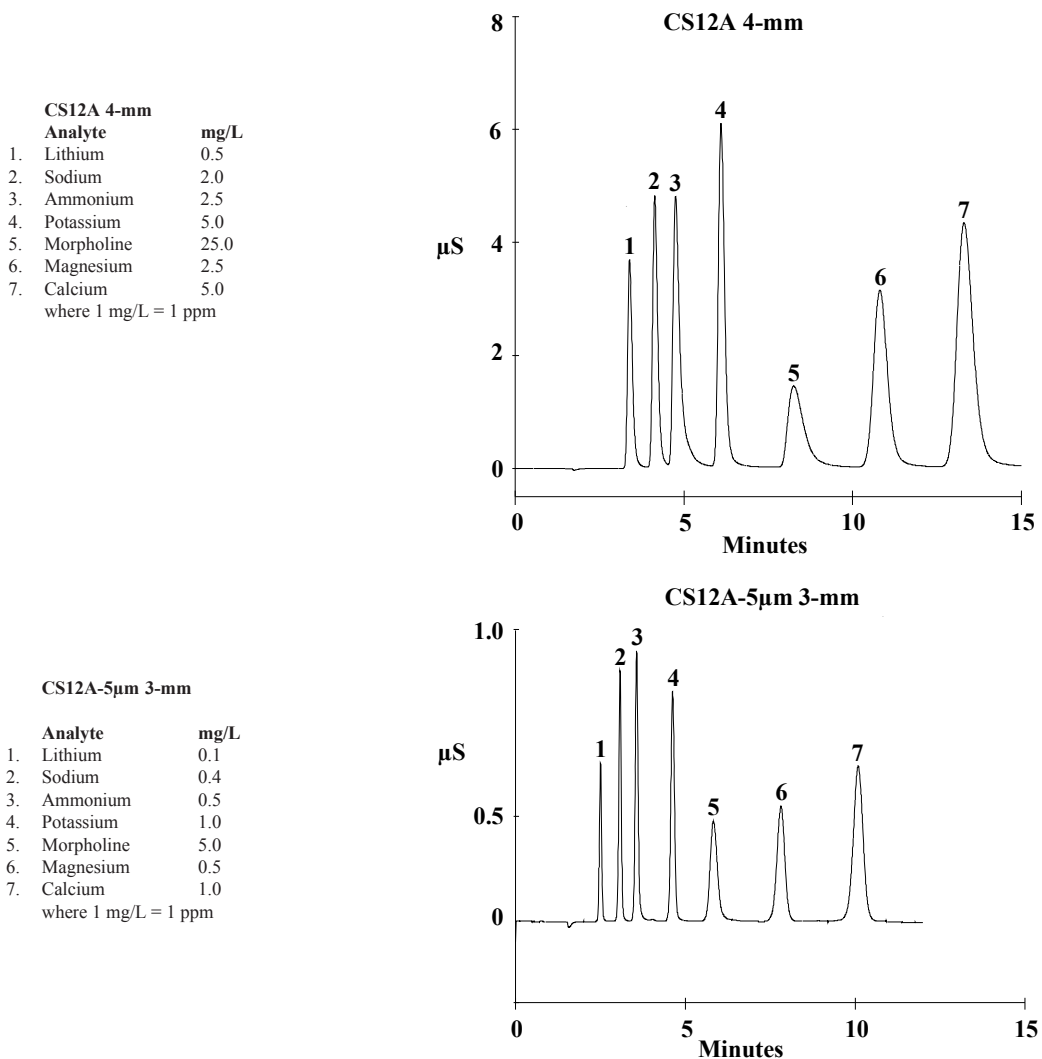 CS12A 4-mm
Analyte mg/L
1. Lithium 0.5
2. Sodium 2.0
3. Ammonium 2.5
4. Potassium 5.0
5. Morpholine 25.0
6. Magnesium 2.5
7. Calcium 5.0
where 1 mg/L = 1 ppm
CS12A 4-mm
8
6
4
2
0
µS
1
2
3
4
5
6
7
0 5 10 15
Minutes
CS12A-5µm 3-mm
Analyte mg/L
1. Lithium 0.1
2. Sodium 0.4
3. Ammonium 0.5
4. Potassium 1.0
5. Morpholine 5.0
6. Magnesium 0.5
7. Calcium 1.0
where 1 mg/L = 1 ppm
CS12A-5µm 3-mm
1.0
0.5
0
µS
1
2
3
4
5
6
7
0 5 10 15
Minutes